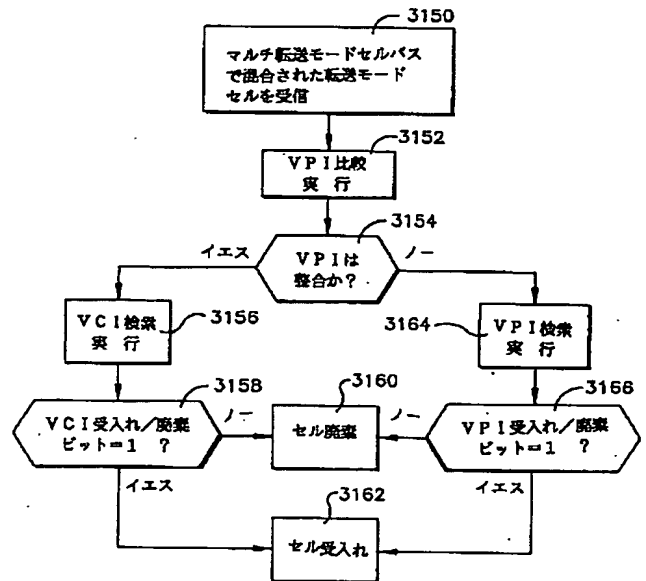 3150
マルチ転送モードセルバス
で混合された転送モード
セルを受信
3152
VPI比較
実 行
3154
イエス
VPIは
整合か？
ノー
VCI検索
実 行
3156
3164
VPI検索
実 行
3158
VCI受入れ／廃棄
ビット＝1 ？
ノー
3160
セル廃棄
ノー
3166
VPI受入れ／廃棄
ビット＝1 ？
イエス
3162
セル受入れ
イエス